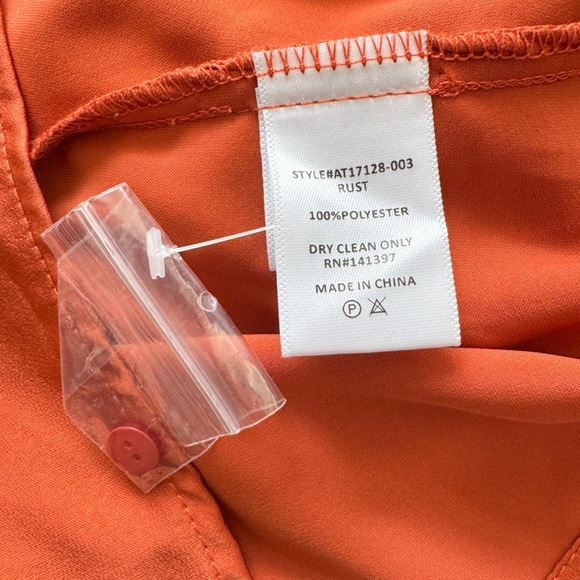 STYLE#AT17128-003
RUST
100%POLYESTER
DRY CLEAN ONLY
RN#141397
MADE IN CHINA
P